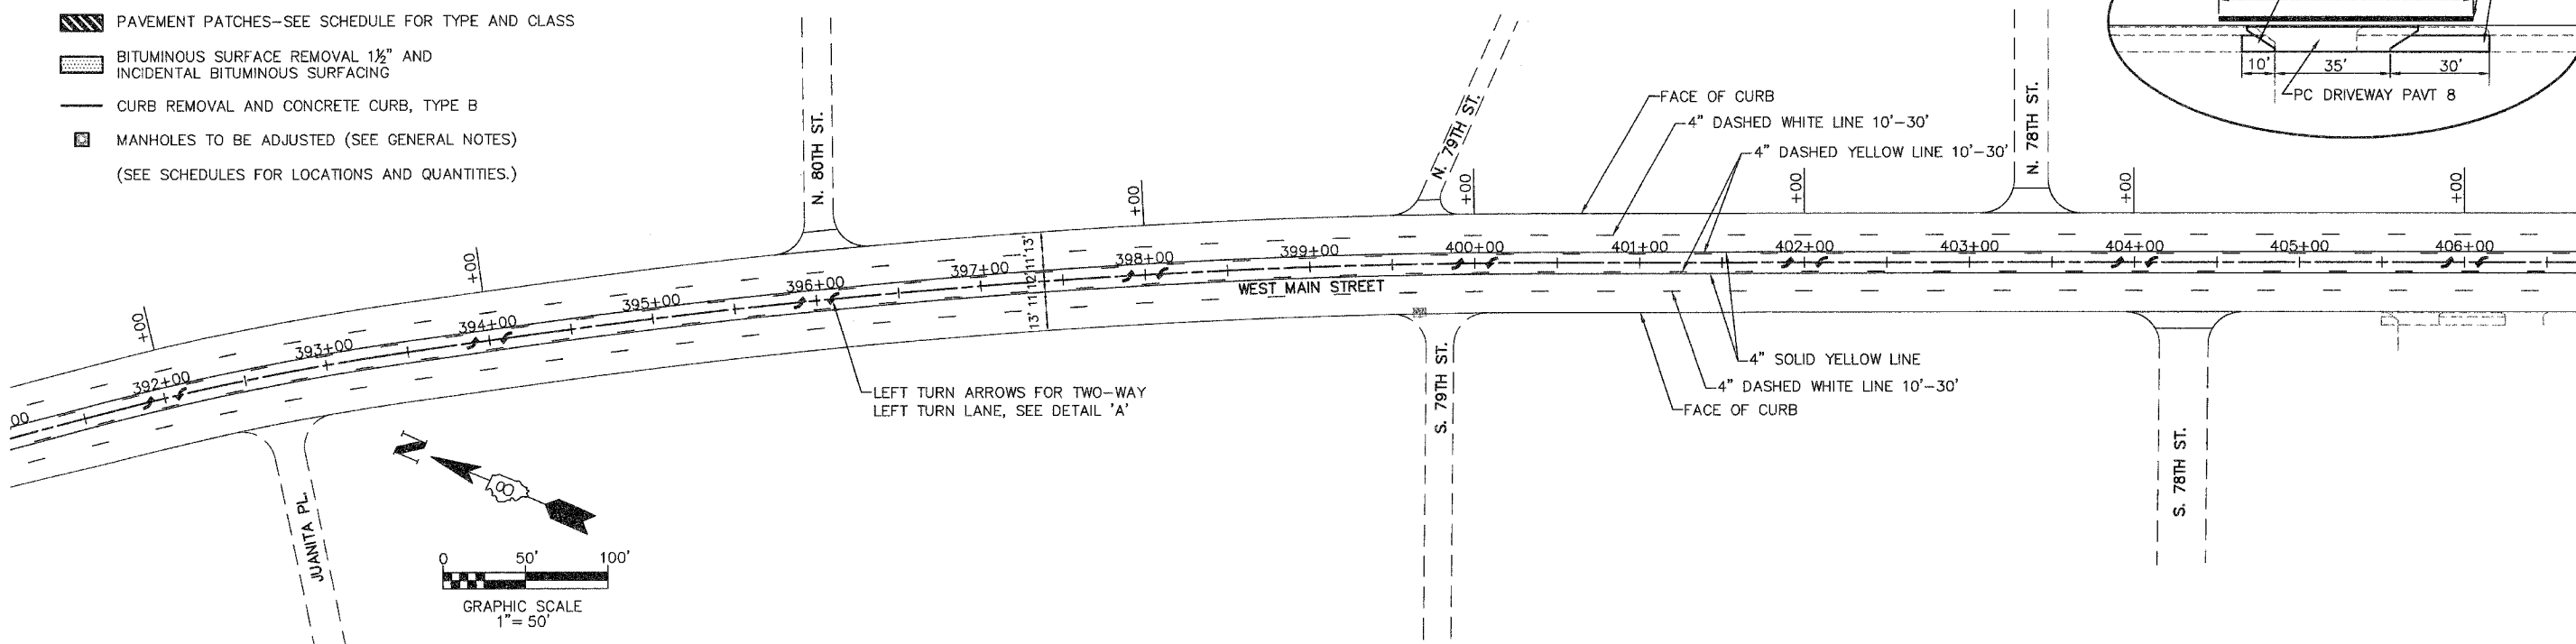 PAVEMENT PATCHES-SEE SCHEDULE FOR TYPE AND CLASS
BITUMINOUS SURFACE REMOVAL 1½" AND
INCIDENTAL BITUMINOUS SURFACING
CURB REMOVAL AND CONCRETE CURB, TYPE B
MANHOLES TO BE ADJUSTED (SEE GENERAL NOTES)
(SEE SCHEDULES FOR LOCATIONS AND QUANTITIES.)
10' 35' 30'
PC DRIVEWAY PAVT 8
N. 80TH ST.
N. 79TH ST.
N. 78TH ST.
FACE OF CURB
4" DASHED WHITE LINE 10'-30'
4" DASHED YELLOW LINE 10'-30'
+00
+00
+00
+00
+00
+00
+00
00
392+00
393+00
394+00
395+00
396+00
397+00
398+00
399+00
400+00
401+00
402+00
403+00
404+00
405+00
406+00
13' 11' 12' 11' 13'
WEST MAIN STREET
LEFT TURN ARROWS FOR TWO-WAY
LEFT TURN LANE, SEE DETAIL 'A'
4" SOLID YELLOW LINE
4" DASHED WHITE LINE 10'-30'
FACE OF CURB
JUANITA PL.
S. 79TH ST.
S. 78TH ST.
N
0 50' 100'
GRAPHIC SCALE
1"= 50'